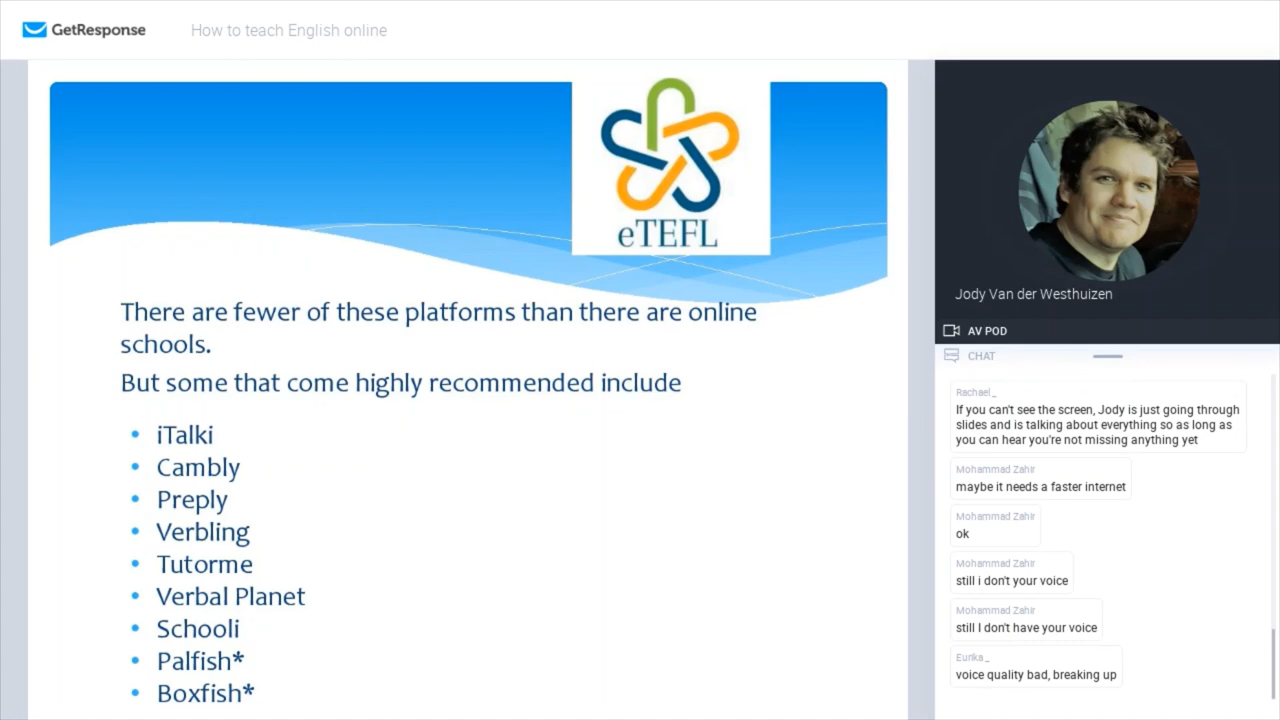 GetResponse
How to teach English online
eTEFL
There are fewer of these platforms than there are online
schools.
But some that come highly recommended include
• iTalki
• Cambly
• Preply
• Verbling
• Tutorme
• Verbal Planet
• Schooli
• Palfish*
• Boxfish*
Jody Van der Westhuizen
AV POD
CHAT
Rachael_
If you can't see the screen, Jody is just going through
slides and is talking about everything so as long as
you can hear you're not missing anything yet
Mohammad Zahir
maybe it needs a faster internet
Mohammad Zahir
ok
Mohammad Zahir
still i don't your voice
Mohammad Zahir
still I don't have your voice
Eurika_
voice quality bad, breaking up